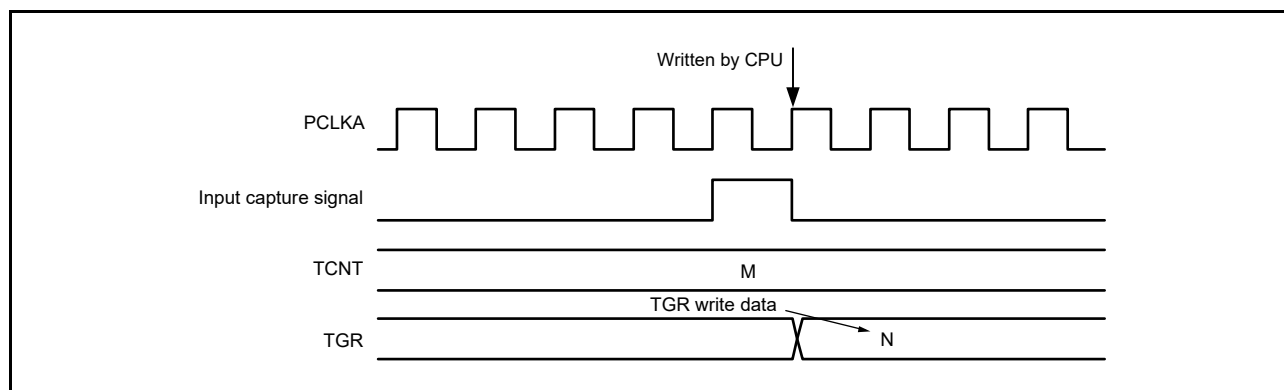 Written by CPU
PCLKA
Input capture signal
TCNT
M
TGR write data
TGR
N